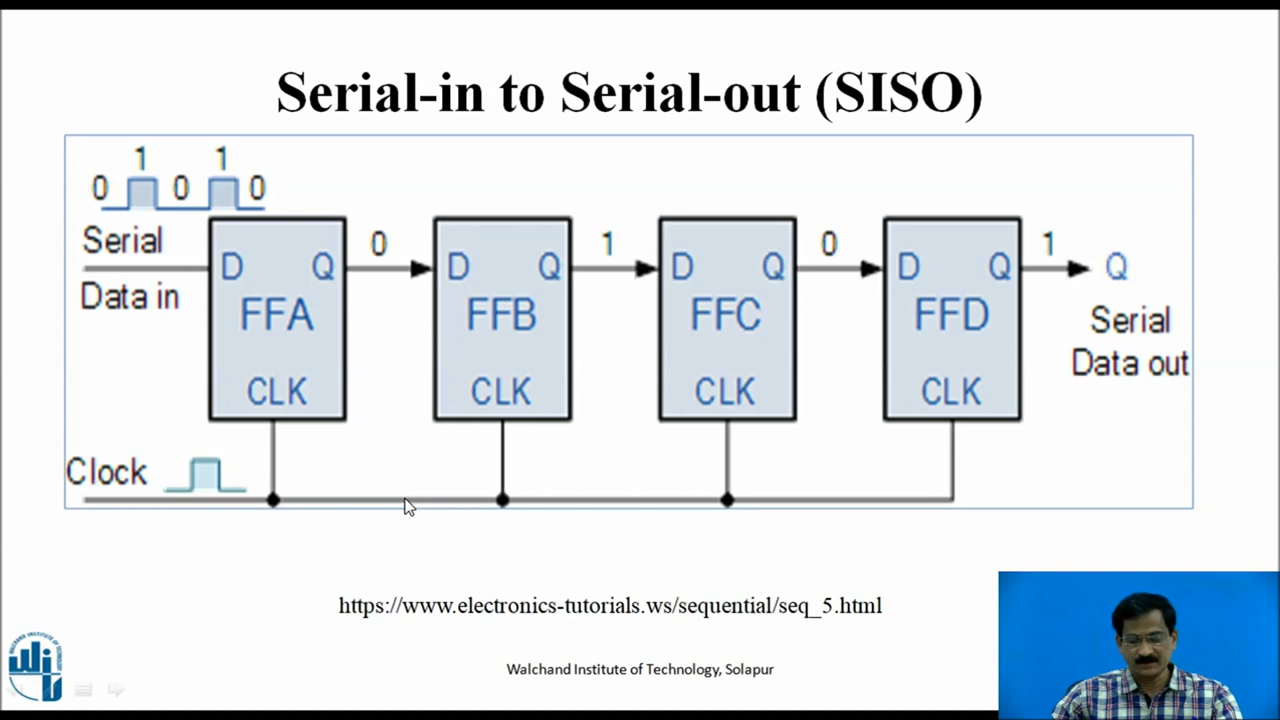 Serial-in to Serial-out (SISO)
1 1
0 0 0
Serial
Data in
D Q
FFA
CLK
0
D Q
FFB
CLK
1
D Q
FFC
CLK
0
D Q
FFD
CLK
1
Q
Serial
Data out
Clock
https://www.electronics-tutorials.ws/sequential/seq_5.html
Walchand Institute of Technology, Solapur